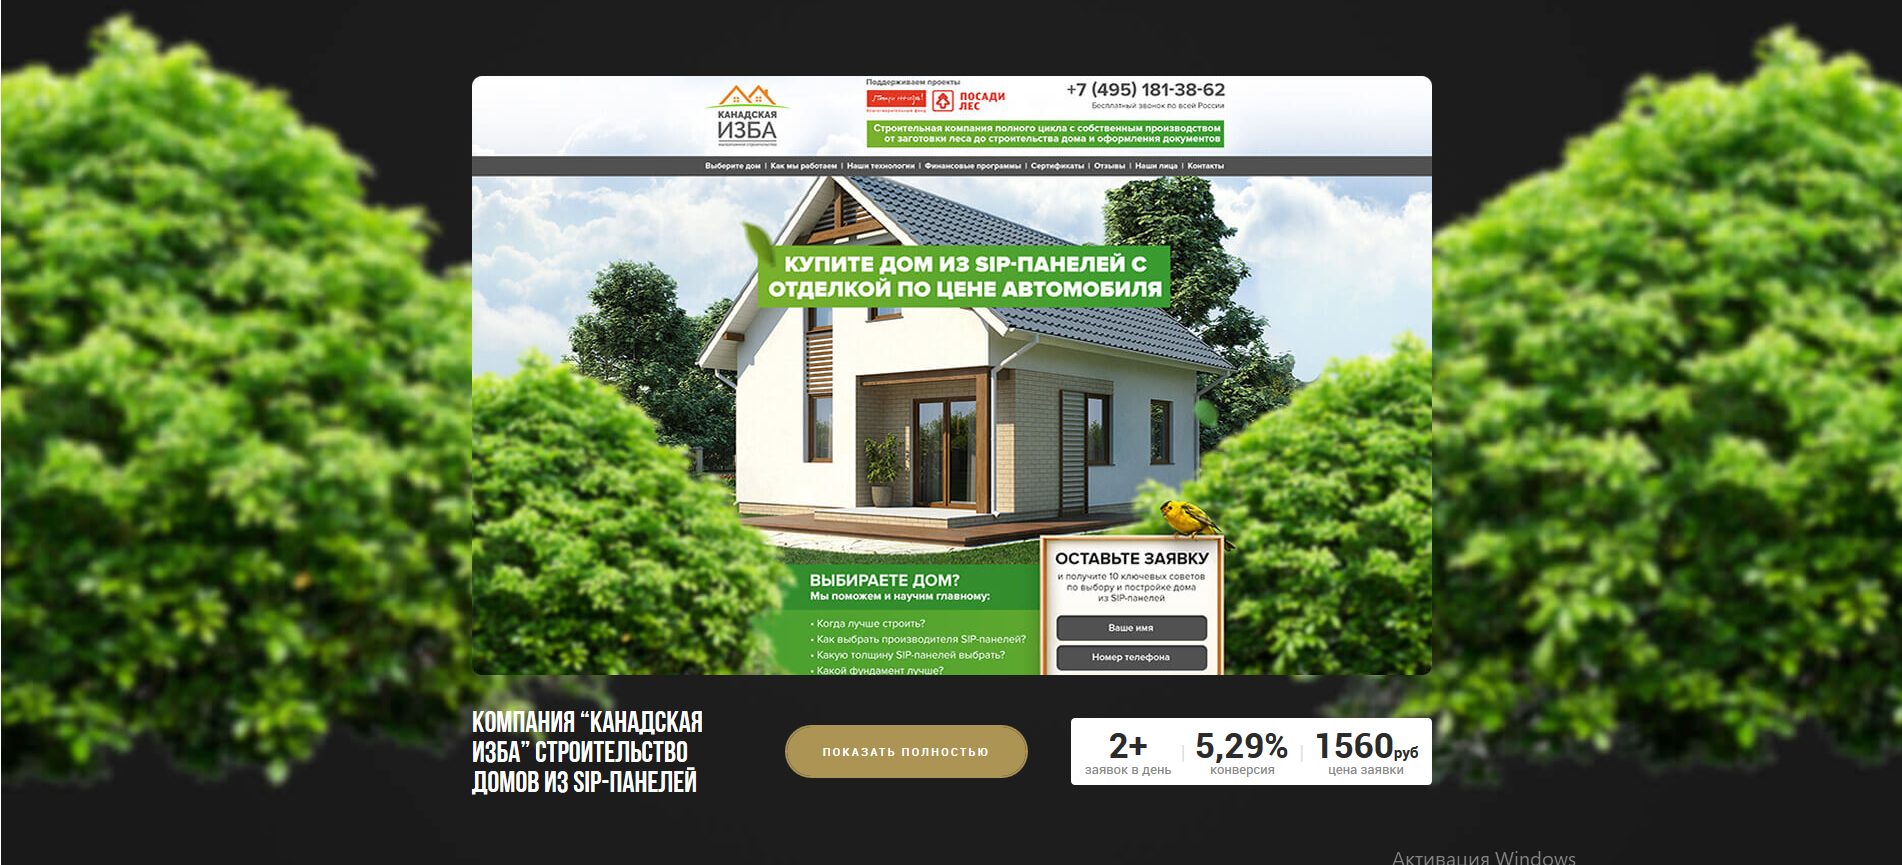 Поддерживаем проекты
ПОСАДИ
ЛЕС
+7 (495) 181-38-62
Бесплатный звонок по всей России
КАНАДСКАЯ
ИЗБА
Строительная компания полного цикла с собственным производством
от заготовки леса до строительства дома и оформления документов
Выберите дом | Как мы работаем | Наши технологии | Финансовые программы | Сертификаты | Отзывы | Наши лица | Контакты
КУПИТЕ ДОМ ИЗ SIP-ПАНЕЛЕЙ С
ОТДЕЛКОЙ ПО ЦЕНЕ АВТОМОБИЛЯ
ВЫБИРАЕТЕ ДОМ?
Мы поможем и научим главному:
• Когда лучше строить?
• Как выбрать производителя SIP-панелей?
• Какую толщину SIP-панелей выбрать?
• Какой фундамент лучше?
ОСТАВЬТЕ ЗАЯВКУ
и получите 10 ключевых советов
по выбору и постройке дома
из SIP-панелей
Ваше имя
Номер телефона
КОМПАНИЯ “КАНАДСКАЯ
ИЗБА” СТРОИТЕЛЬСТВО
ДОМОВ ИЗ SIP-ПАНЕЛЕЙ
ПОКАЗАТЬ ПОЛНОСТЬЮ
2+
заявок в день
5,29%
конверсия
1560руб
цена заявки
Активация Windows